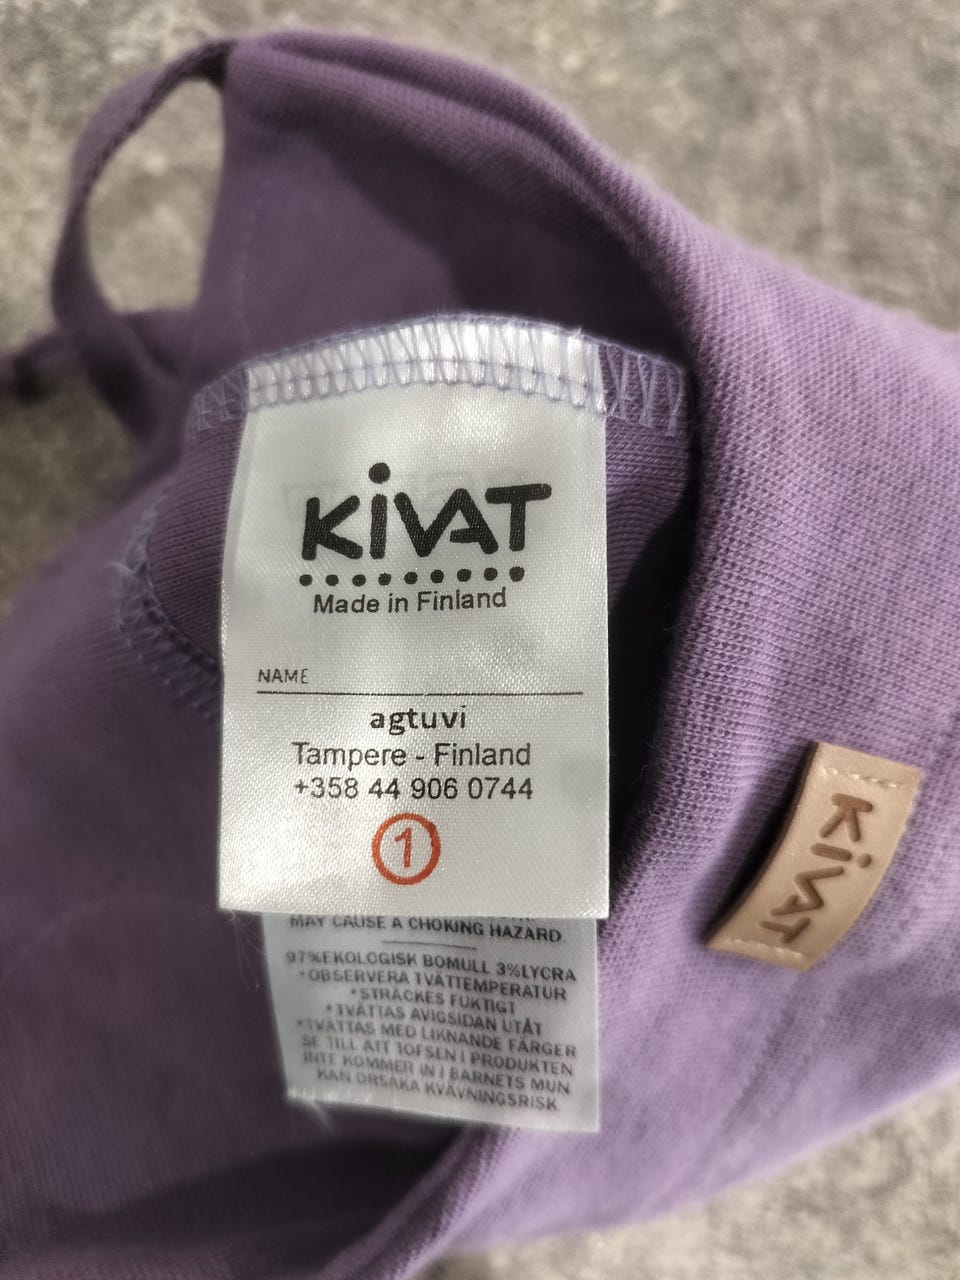 KiVAT
Made in Finland
NAME
agtuvi
Tampere - Finland
+358 44 906 0744
1
MAY CAUSE A CHOKING HAZARD.
97%EKOLOGISK BOMULL 3%LYCRA
*OBSERVERA TVÄTTEMPERATUR
*STRÄCKES FUKTIGT
*TVÄTTAS AVIGSIDAN UTÅT
*TVÄTTAS MED LIKNANDE FÄRGER
SE TILL ATT TOFSEN I PRODUKTEN
INTE KOMMER IN I BARNETS MUN
KAN ORSAKA KVÄVNINGSRISK
KiVAT